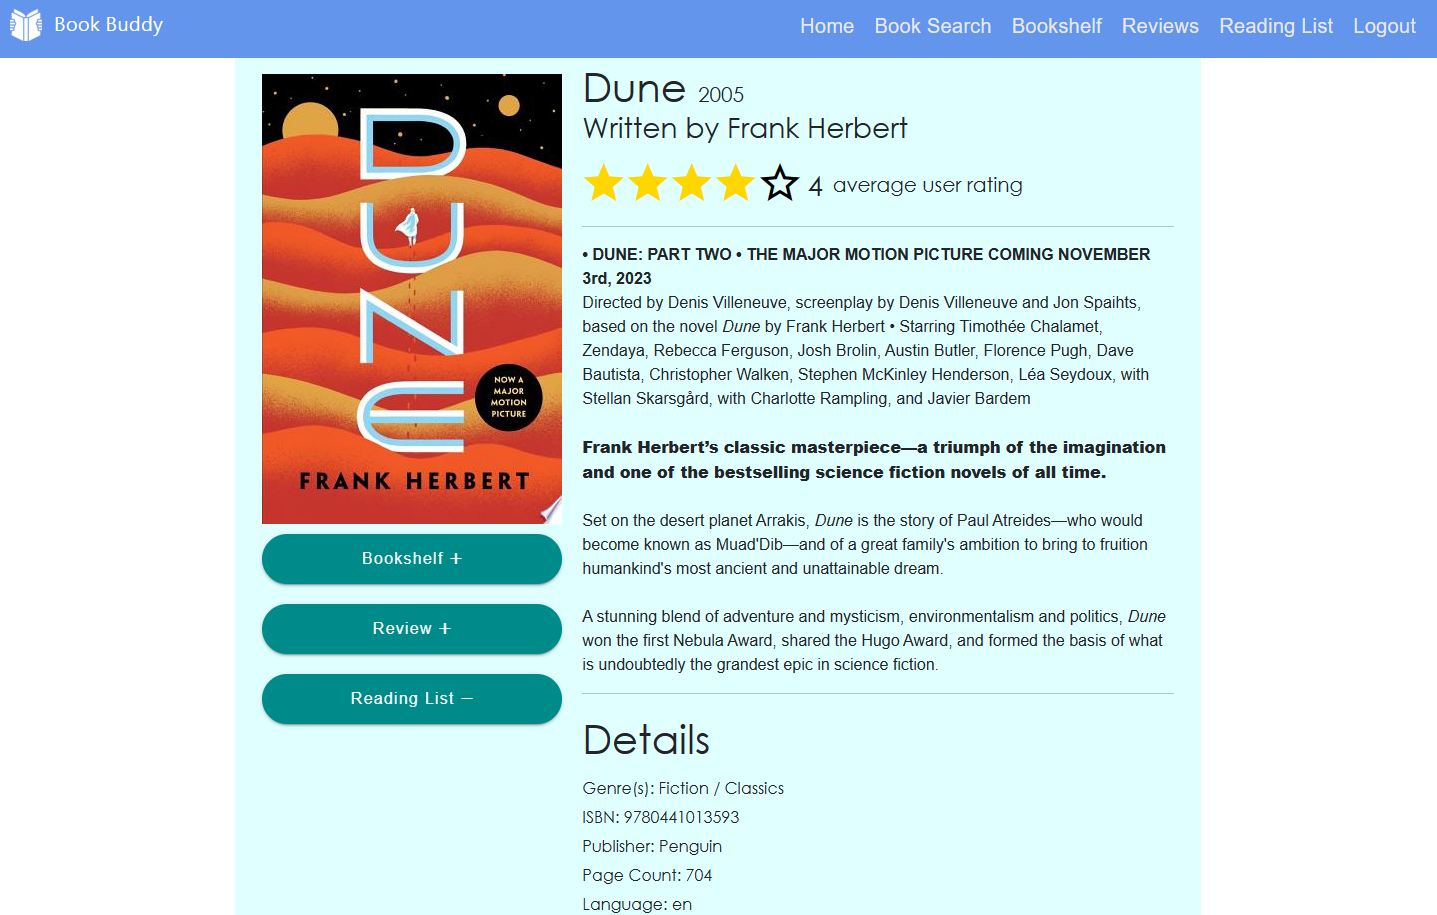 Book Buddy
Home Book Search Bookshelf Reviews Reading List Logout
DUNE
NOW A
MAJOR
MOTION
PICTURE
FRANK HERBERT
Bookshelf +
Review +
Reading List −
Dune 2005
Written by Frank Herbert
4 average user rating
• DUNE: PART TWO • THE MAJOR MOTION PICTURE COMING NOVEMBER
3rd, 2023
Directed by Denis Villeneuve, screenplay by Denis Villeneuve and Jon Spaihts,
based on the novel Dune by Frank Herbert • Starring Timothée Chalamet,
Zendaya, Rebecca Ferguson, Josh Brolin, Austin Butler, Florence Pugh, Dave
Bautista, Christopher Walken, Stephen McKinley Henderson, Léa Seydoux, with
Stellan Skarsgård, with Charlotte Rampling, and Javier Bardem
Frank Herbert’s classic masterpiece—a triumph of the imagination
and one of the bestselling science fiction novels of all time.
Set on the desert planet Arrakis, Dune is the story of Paul Atreides—who would
become known as Muad'Dib—and of a great family's ambition to bring to fruition
humankind's most ancient and unattainable dream.
A stunning blend of adventure and mysticism, environmentalism and politics, Dune
won the first Nebula Award, shared the Hugo Award, and formed the basis of what
is undoubtedly the grandest epic in science fiction.
Details
Genre(s): Fiction / Classics
ISBN: 9780441013593
Publisher: Penguin
Page Count: 704
Language: en